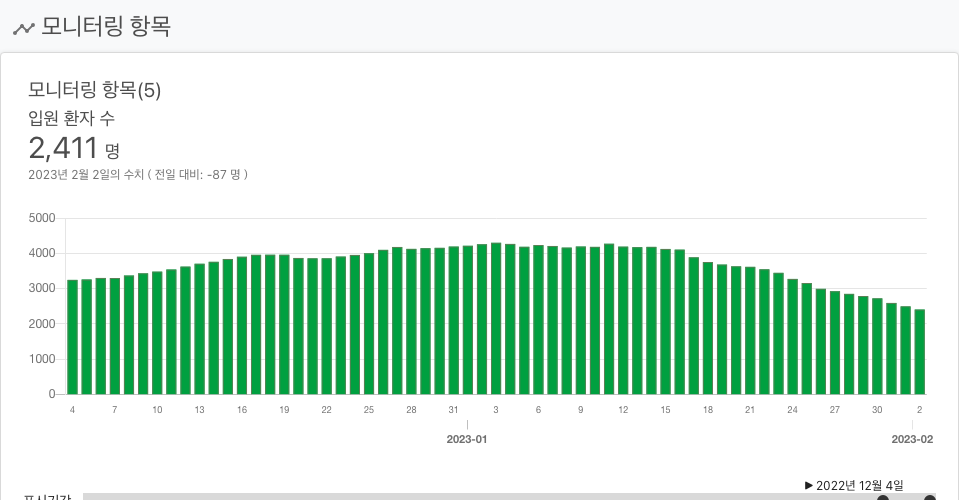 모니터링 항목
모니터링 항목(5)
입원 환자 수
2,411 명
2023년 2월 2일의 수치 ( 전일 대비: -87 명 )
5000
4000
3000
2000
1000
0
4 7 10 13 16 19 22 25 28 31 3 6 9 12 15 18 21 24 27 30 2
2023-01 2023-02
▶ 2022년 12월 4일
표시기간